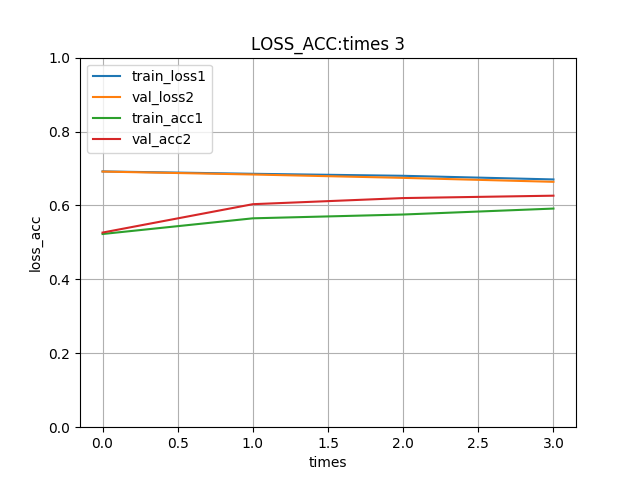 LOSS_ACC:times 3
1.0
0.8
0.6
0.4
0.2
0.0
loss_acc
train_loss1
val_loss2
train_acc1
val_acc2
0.0 0.5 1.0 1.5 2.0 2.5 3.0
times